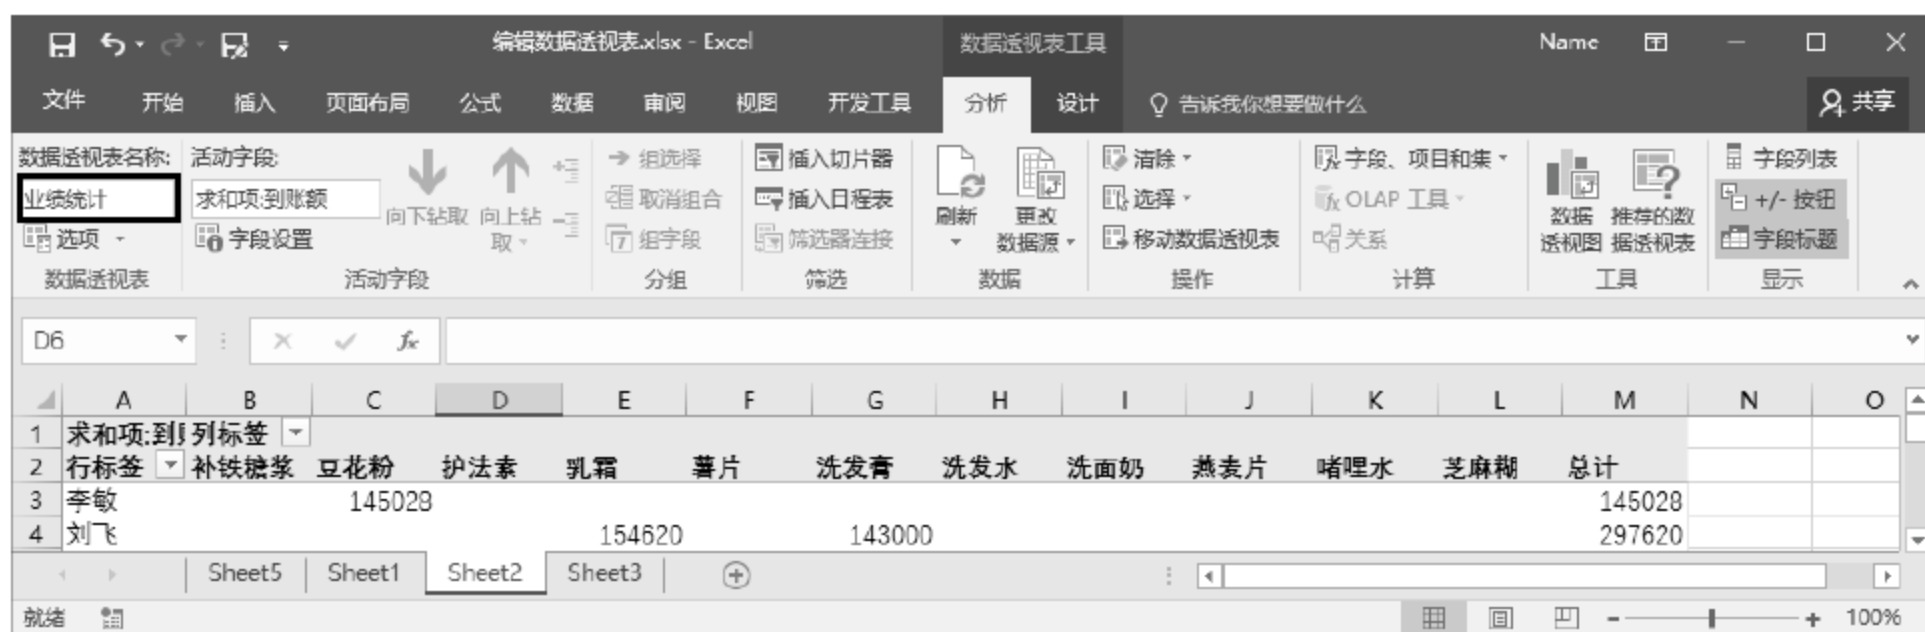 编辑数据透视表.xlsx - Excel 数据透视表工具 Name
文件 开始 插入 页面布局 公式 数据 审阅 视图 开发工具 分析 设计 告诉我你想要做什么 共享
数据透视表名称: 活动字段: 组选择 插入切片器 清除 字段、项目和集 字段列表
业绩统计 求和项:到账额 取消组合 插入日程表 选择 OLAP 工具 +/- 按钮
选项 字段设置 向下钻取 向上钻取 组字段 筛选器连接 刷新 更改数据源 移动数据透视表 关系 数据透视图 推荐的数据透视表 字段标题
数据透视表 活动字段 分组 筛选 数据 操作 计算 工具 显示
D6 fx
A B C D E F G H I J K L M N O
1 求和项:到 列标签
2 行标签 补铁糖浆 豆花粉 护法素 乳霜 薯片 洗发膏 洗发水 洗面奶 燕麦片 啫哩水 芝麻糊 总计
3 李敏 145028 145028
4 刘飞 154620 143000 297620
Sheet5 Sheet1 Sheet2 Sheet3
就绪 100%